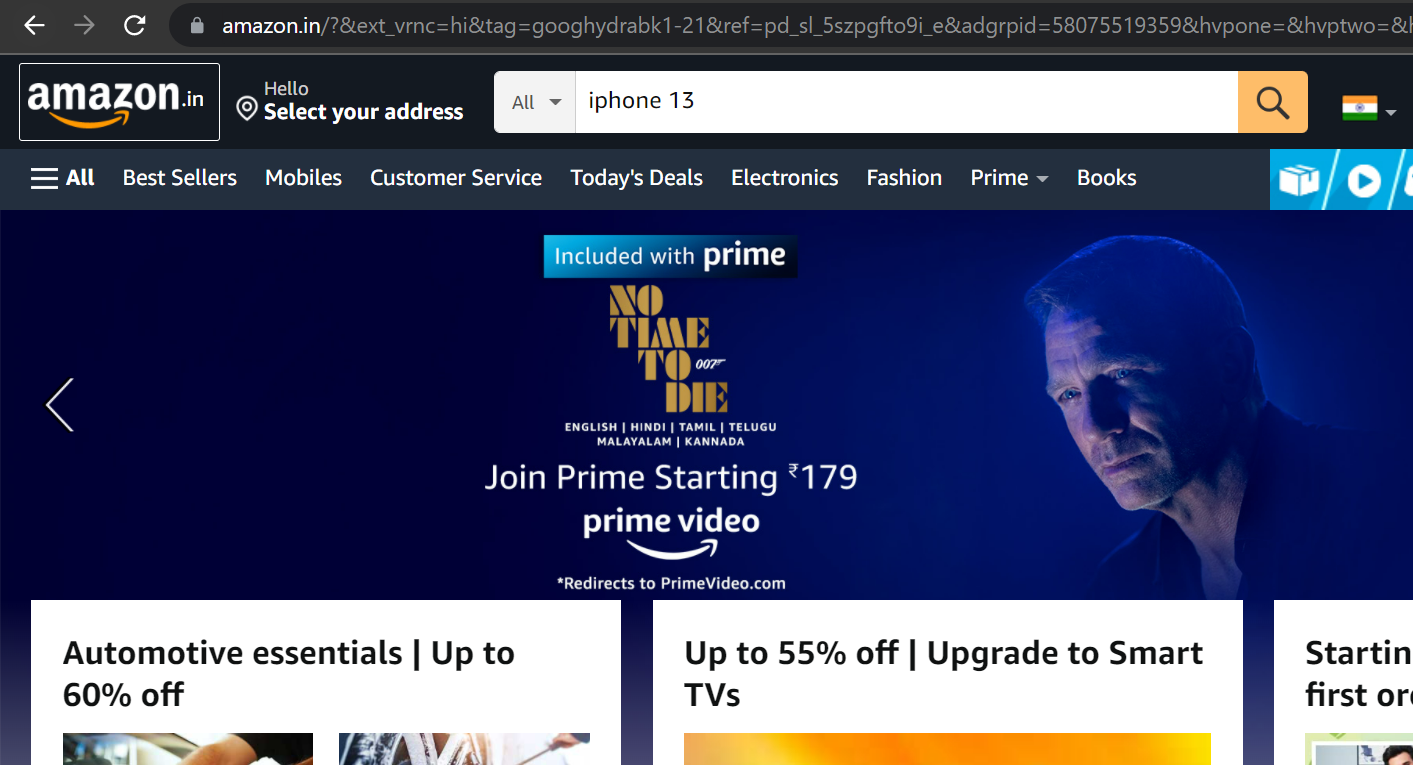 amazon.in/?&ext_vrnc=hi&tag=googhydrabk1-21&ref=pd_sl_5szpgfto9i_e&adgrpid=58075519359&hvpone=&hvptwo=&
amazon.in
Hello
Select your address
All
iphone 13
All
Best Sellers
Mobiles
Customer Service
Today's Deals
Electronics
Fashion
Prime
Books
Included with prime
NO
TIME
TO 007
DIE
ENGLISH | HINDI | TAMIL | TELUGU
MALAYALAM | KANNADA
Join Prime Starting ₹179
prime video
*Redirects to PrimeVideo.com
Automotive essentials | Up to
60% off
Up to 55% off | Upgrade to Smart
TVs
Startin
first or